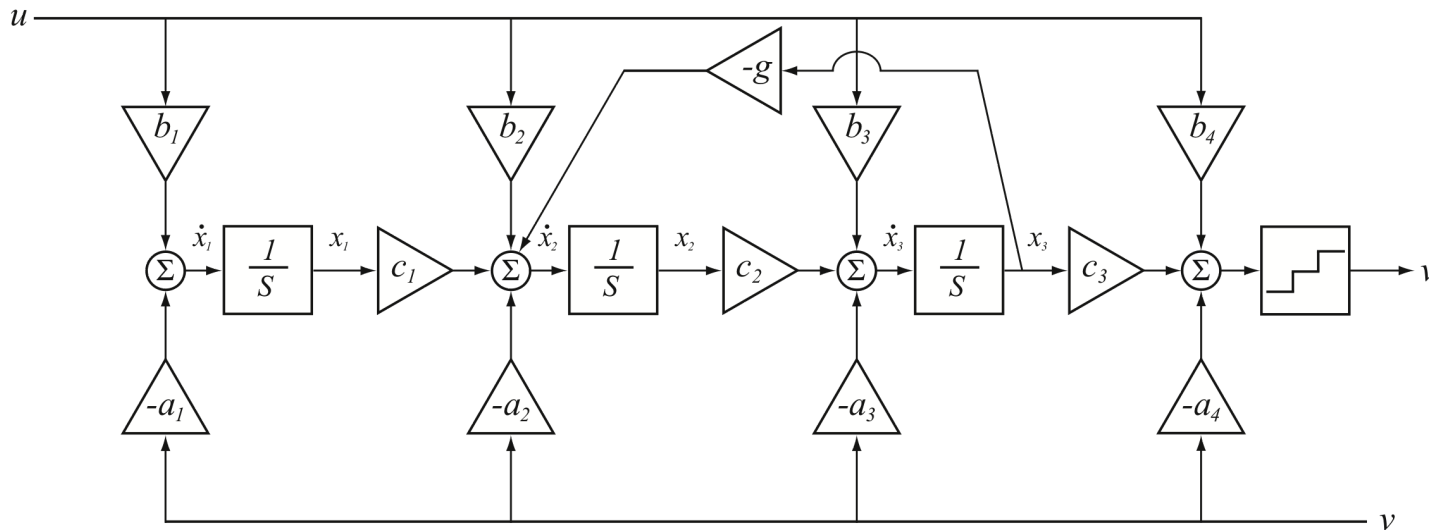 u
-g
b₁ b₂ b₃ b₄
ẋ₁ x₁ ẋ₂ x₂ ẋ₃ x₃
Σ 1/S c₁ Σ 1/S c₂ Σ 1/S c₃ Σ v
-a₁ -a₂ -a₃ -a₄
v